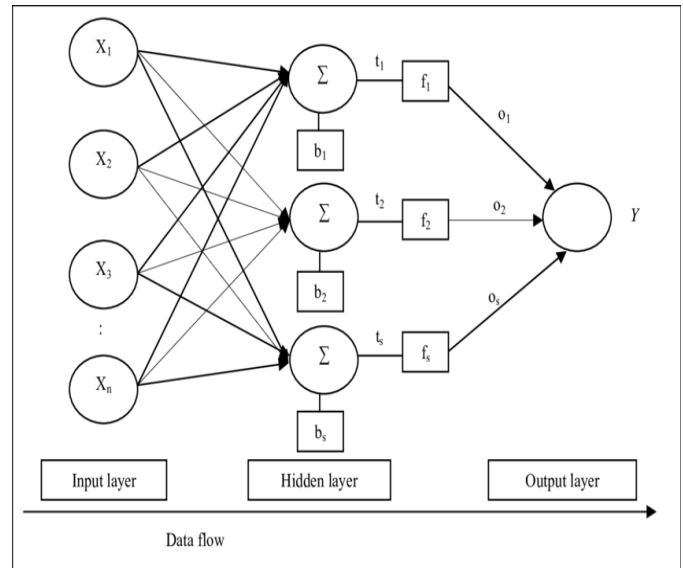 X₁
X₂
X₃
:
Xₙ
Σ
b₁
Σ
b₂
Σ
bₛ
t₁
f₁
t₂
f₂
tₛ
fₛ
o₁
o₂
oₛ
Y
Input layer
Hidden layer
Output layer
Data flow